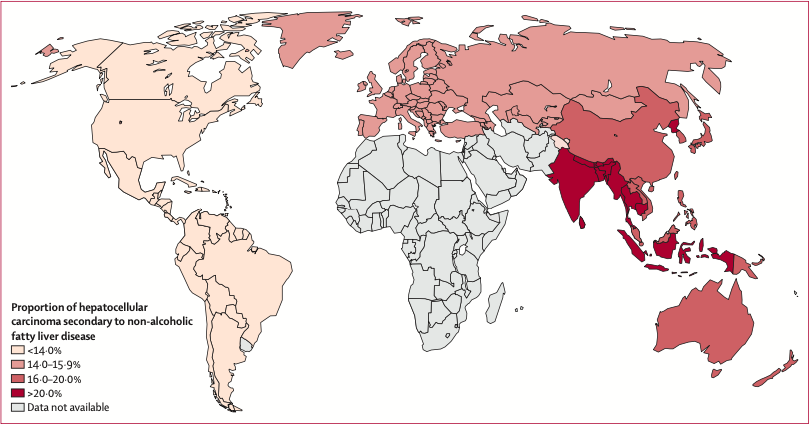 Proportion of hepatocellular
carcinoma secondary to non-alcoholic
fatty liver disease
<14·0%
14·0–15·9%
16·0–20·0%
>20·0%
Data not available